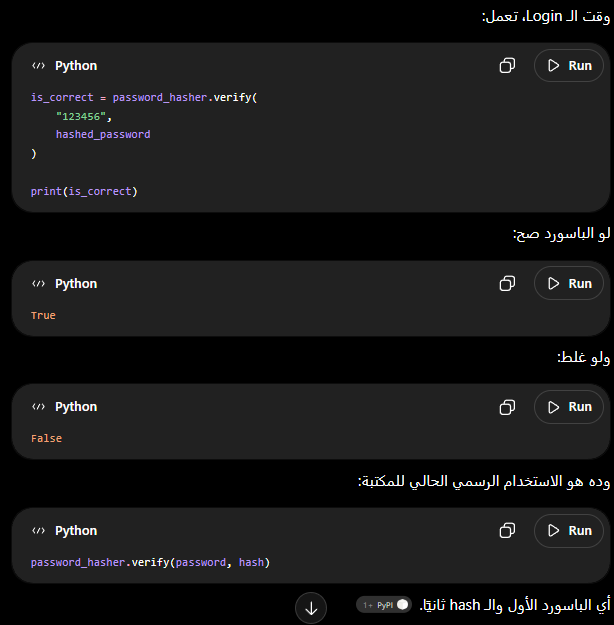 وقت الـ Login، تعمل:
Python
Run
is_correct = password_hasher.verify(
    "123456",
    hashed_password
)
print(is_correct)
لو الباسورد صح:
Python
Run
True
ولو غلط:
Python
Run
False
وده هو الاستخدام الرسمي الحالي للمكتبة:
Python
Run
password_hasher.verify(password, hash)
أي الباسورد الأول والـ hash ثانيًا. PyPI +1